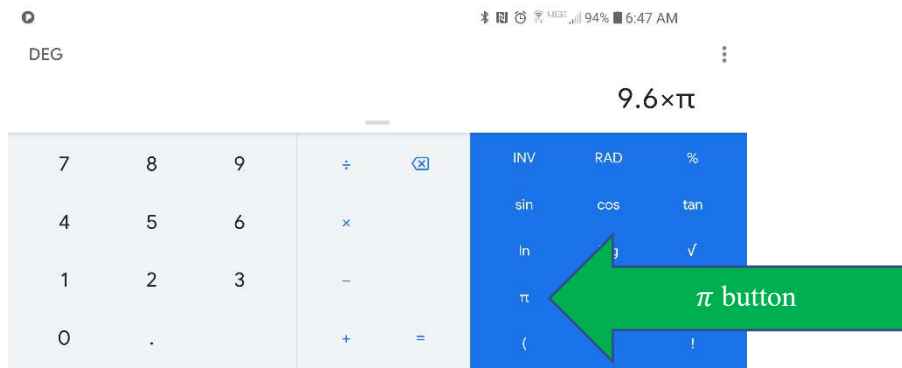 94% 6:47 AM
DEG
9.6×π
7 8 9 ÷ INV RAD %
4 5 6 × sin cos tan
1 2 3 − ln √
π
π button
0 . + = ( !